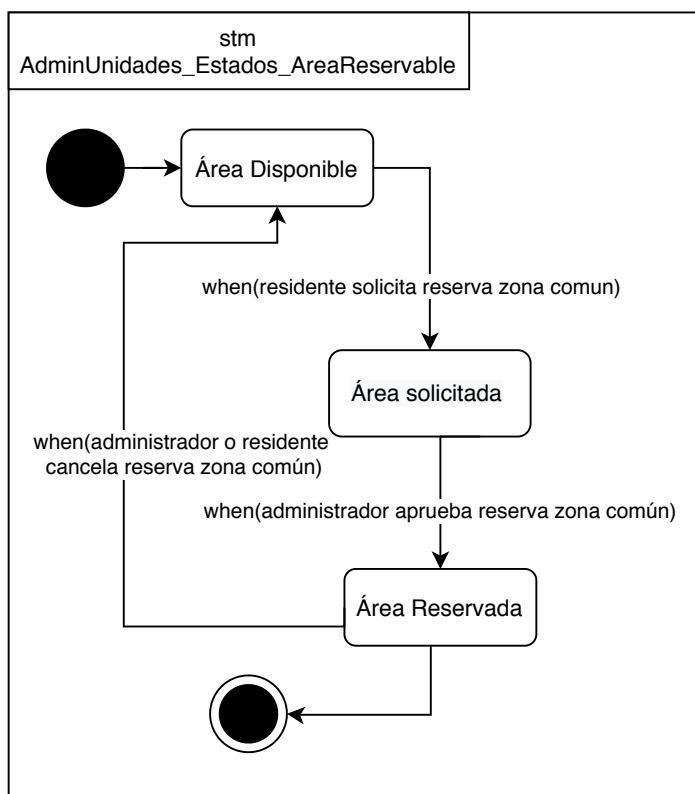 stm
AdminUnidades_Estados_AreaReservable
Área Disponible
when(residente solicita reserva zona comun)
Área solicitada
when(administrador o residente
cancela reserva zona común)
when(administrador aprueba reserva zona común)
Área Reservada